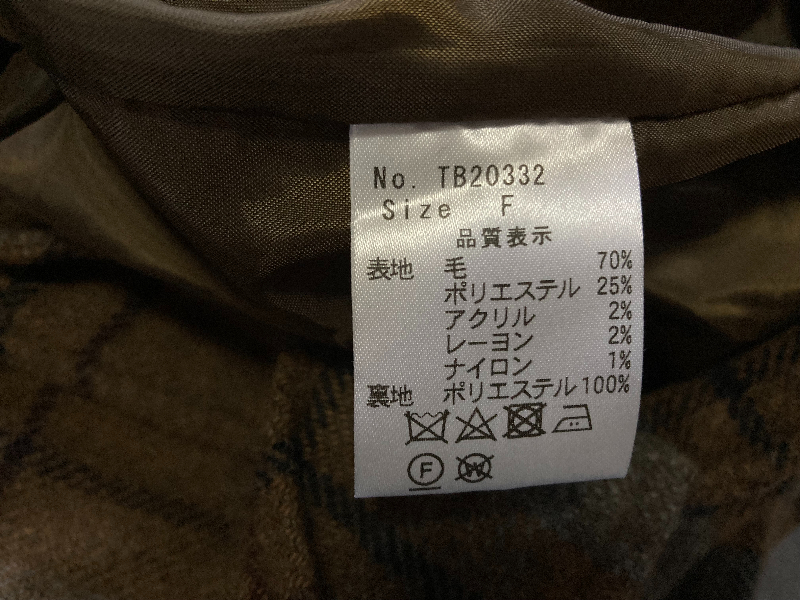 No. TB20332
Size F
品質表示
表地 毛 70%
ポリエステル 25%
アクリル 2%
レーヨン 2%
ナイロン 1%
裏地 ポリエステル 100%
F W